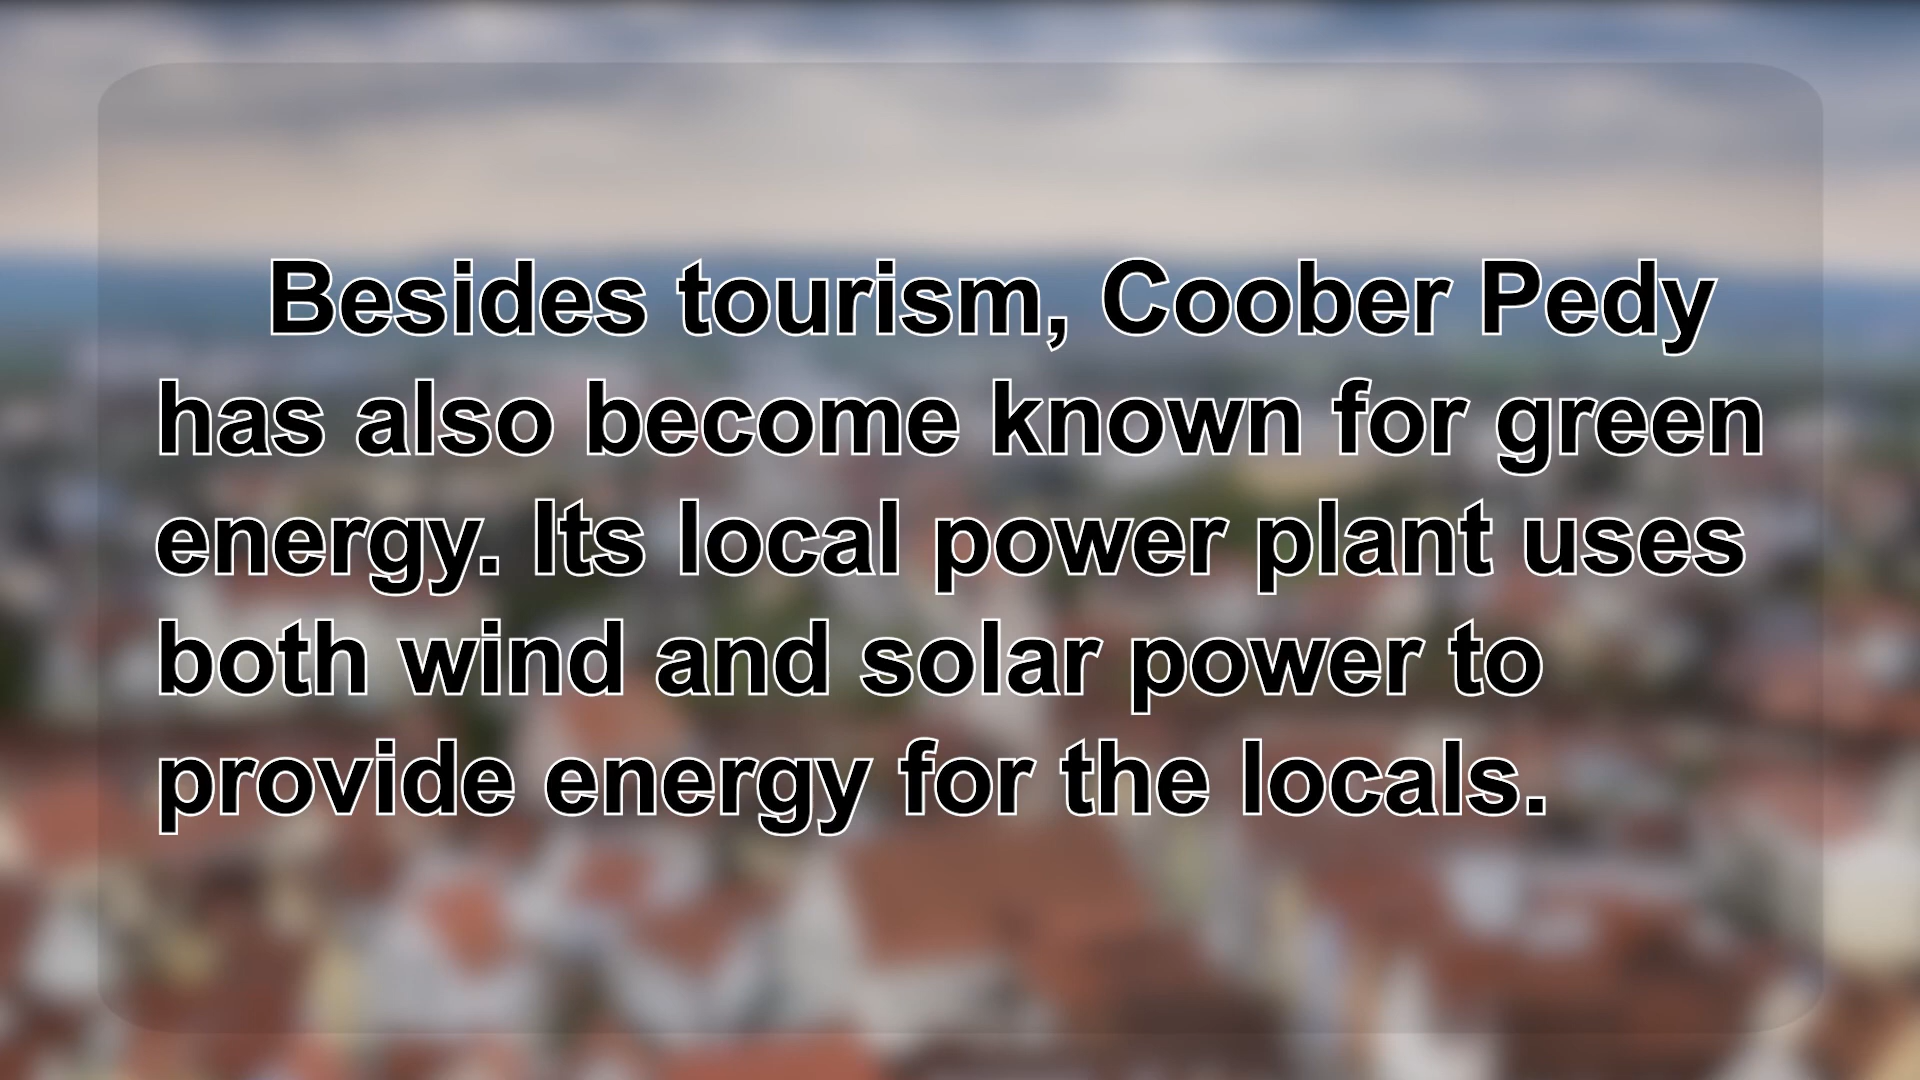 Besides tourism, Coober Pedy
has also become known for green
energy. Its local power plant uses
both wind and solar power to
provide energy for the locals.